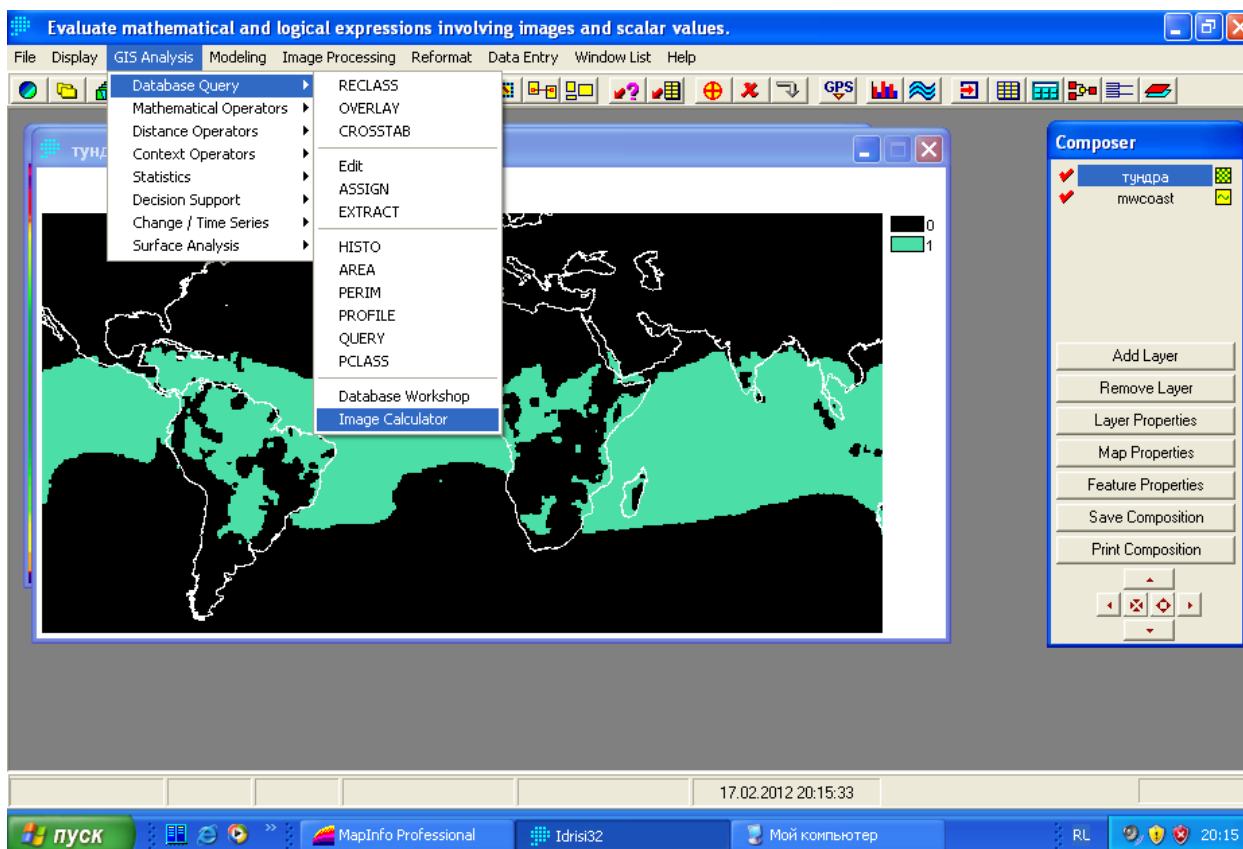 Evaluate mathematical and logical expressions involving images and scalar values.
File Display GIS Analysis Modeling Image Processing Reformat Data Entry Window List Help
GPS
Database Query
Mathematical Operators
Distance Operators
Context Operators
Statistics
Decision Support
Change / Time Series
Surface Analysis
RECLASS
OVERLAY
CROSSTAB
Edit
ASSIGN
EXTRACT
HISTO
AREA
PERIM
PROFILE
QUERY
PCLASS
Database Workshop
Image Calculator
0
1
Composer
тундра
mwcoast
Add Layer
Remove Layer
Layer Properties
Map Properties
Feature Properties
Save Composition
Print Composition
17.02.2012 20:15:33
пуск
MapInfo Professional
Idrisi32
Мой компьютер
RL
20:15